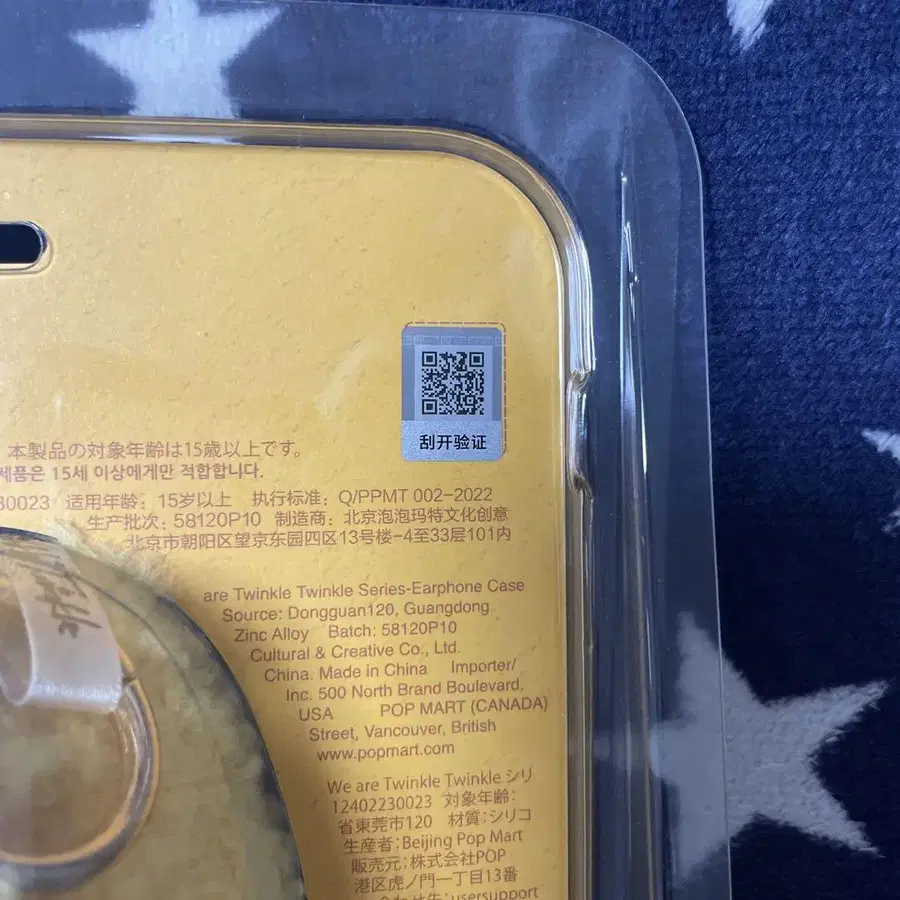 刮开验证
本製品の対象年齢は15歳以上です。
제품은 15세 이상에게만 적합합니다.
30023 适用年龄：15岁以上 执行标准：Q/PPMT 002-2022
生产批次：58120P10 制造商：北京泡泡玛特文化创意
北京市朝阳区望京东园四区13号楼-4至33层101内
are Twinkle Twinkle Series-Earphone Case
Source: Dongguan120, Guangdong
Zinc Alloy Batch: 58120P10
Cultural & Creative Co., Ltd.
China. Made in China Importer/
Inc. 500 North Brand Boulevard,
USA POP MART (CANADA)
Street, Vancouver, British
www.popmart.com
We are Twinkle Twinkle シリ
12402230023 対象年齢：
省東莞市120 材質：シリコ
生産者：Beijing Pop Mart
販売元：株式会社POP
港区虎ノ門一丁目13番
usersupport